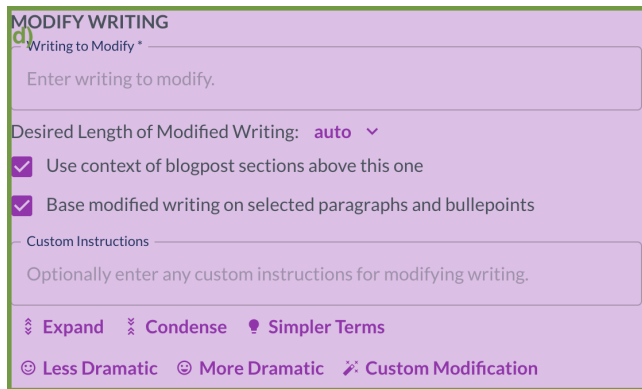 MODIFY WRITING
d)
Writing to Modify *
Enter writing to modify.
Desired Length of Modified Writing: auto
Use context of blogpost sections above this one
Base modified writing on selected paragraphs and bullepoints
Custom Instructions
Optionally enter any custom instructions for modifying writing.
Expand Condense Simpler Terms
Less Dramatic More Dramatic Custom Modification